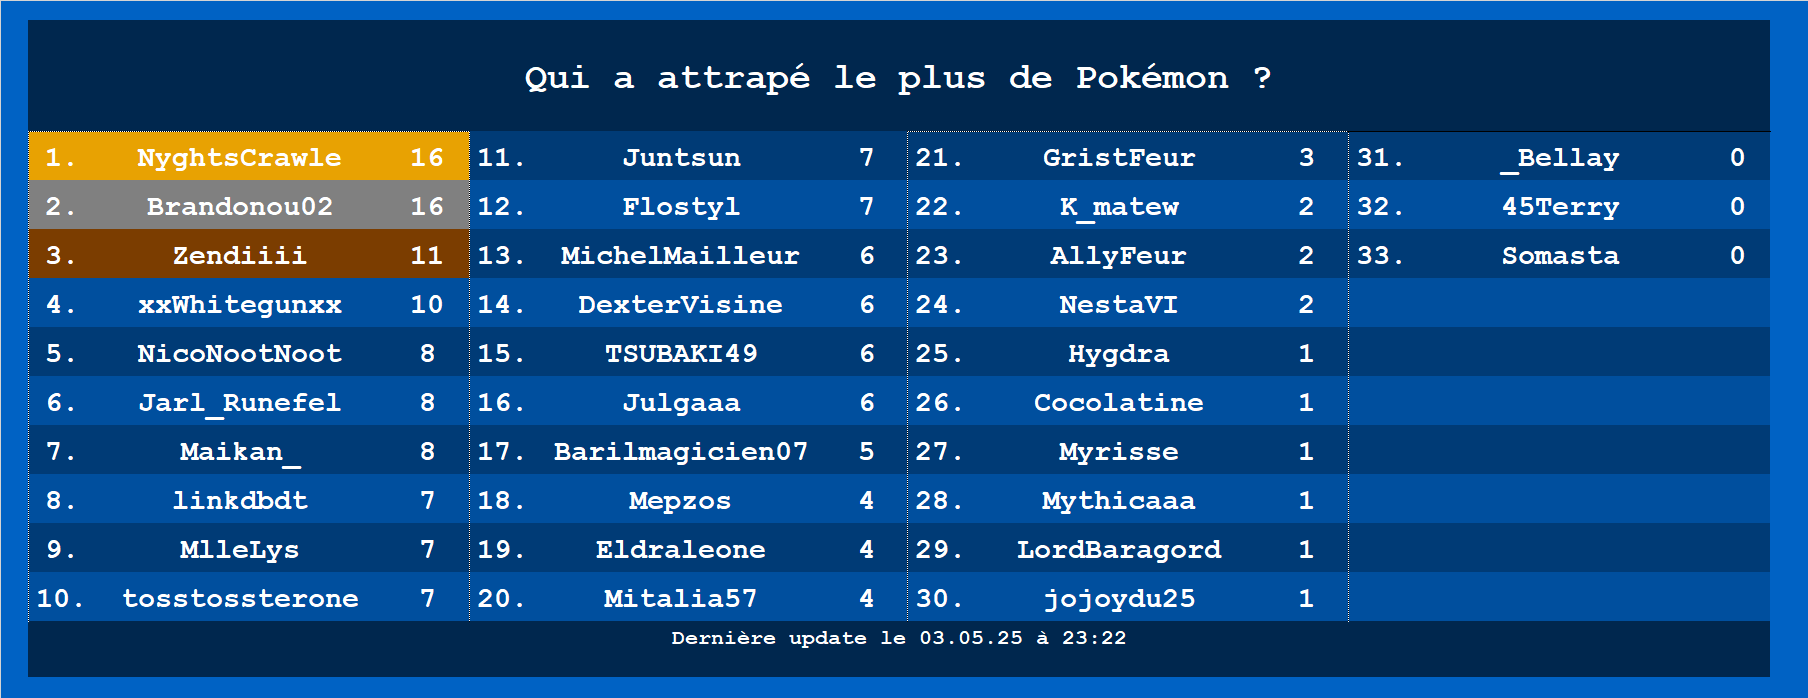 Qui a attrapé le plus de Pokémon ?
1. NyghtsCrawle 16
2. Brandonou02 16
3. Zendiiii 11
4. xxWhitegunxx 10
5. NicoNootNoot 8
6. Jarl_Runefel 8
7. Maikan_ 8
8. linkdbdt 7
9. MlleLys 7
10. tosstossterone 7
11. Juntsun 7
12. Flostyl 7
13. MichelMailleur 6
14. DexterVisine 6
15. TSUBAKI49 6
16. Julgaaa 6
17. Barilmagicien07 5
18. Mepzos 4
19. Eldraleone 4
20. Mitalia57 4
21. GristFeur 3
22. K_matew 2
23. AllyFeur 2
24. NestaVI 2
25. Hygdra 1
26. Cocolatine 1
27. Myrisse 1
28. Mythicaaa 1
29. LordBaragord 1
30. jojoydu25 1
31. _Bellay 0
32. 45Terry 0
33. Somasta 0
Dernière update le 03.05.25 à 23:22